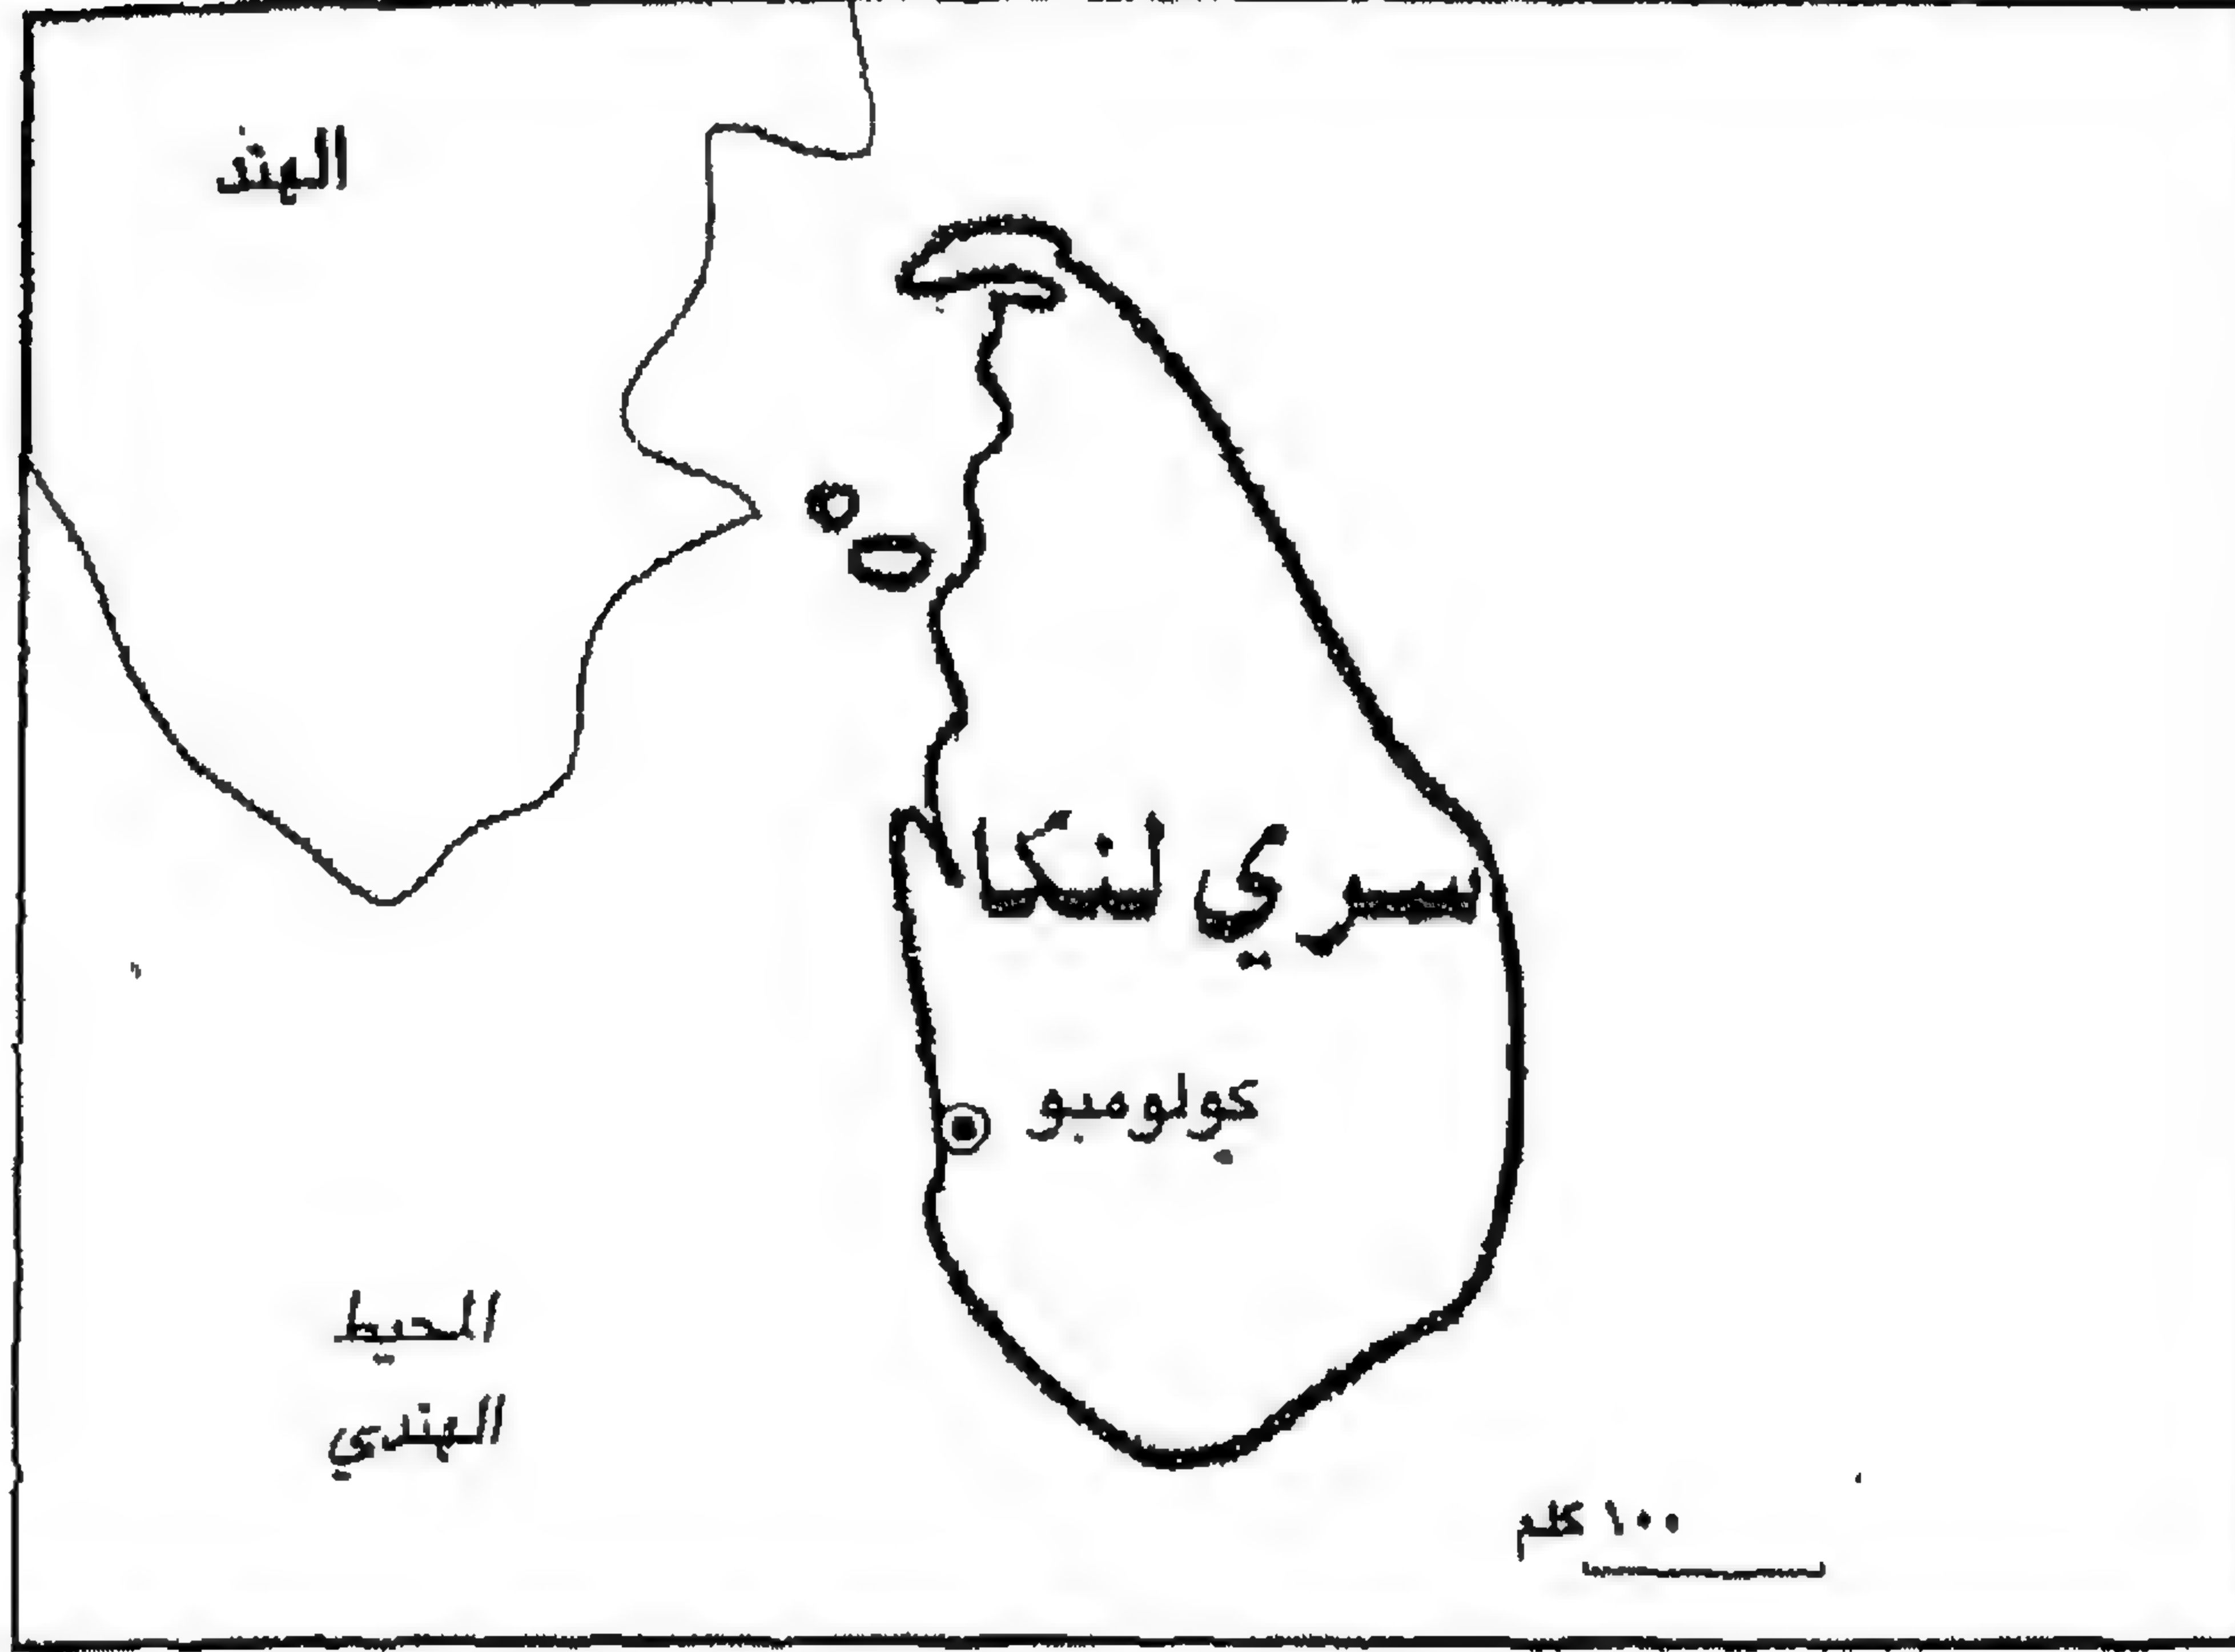 الهند
سري لنكا
كولومبو
المحيط
الهندي
١٠٠ كلم